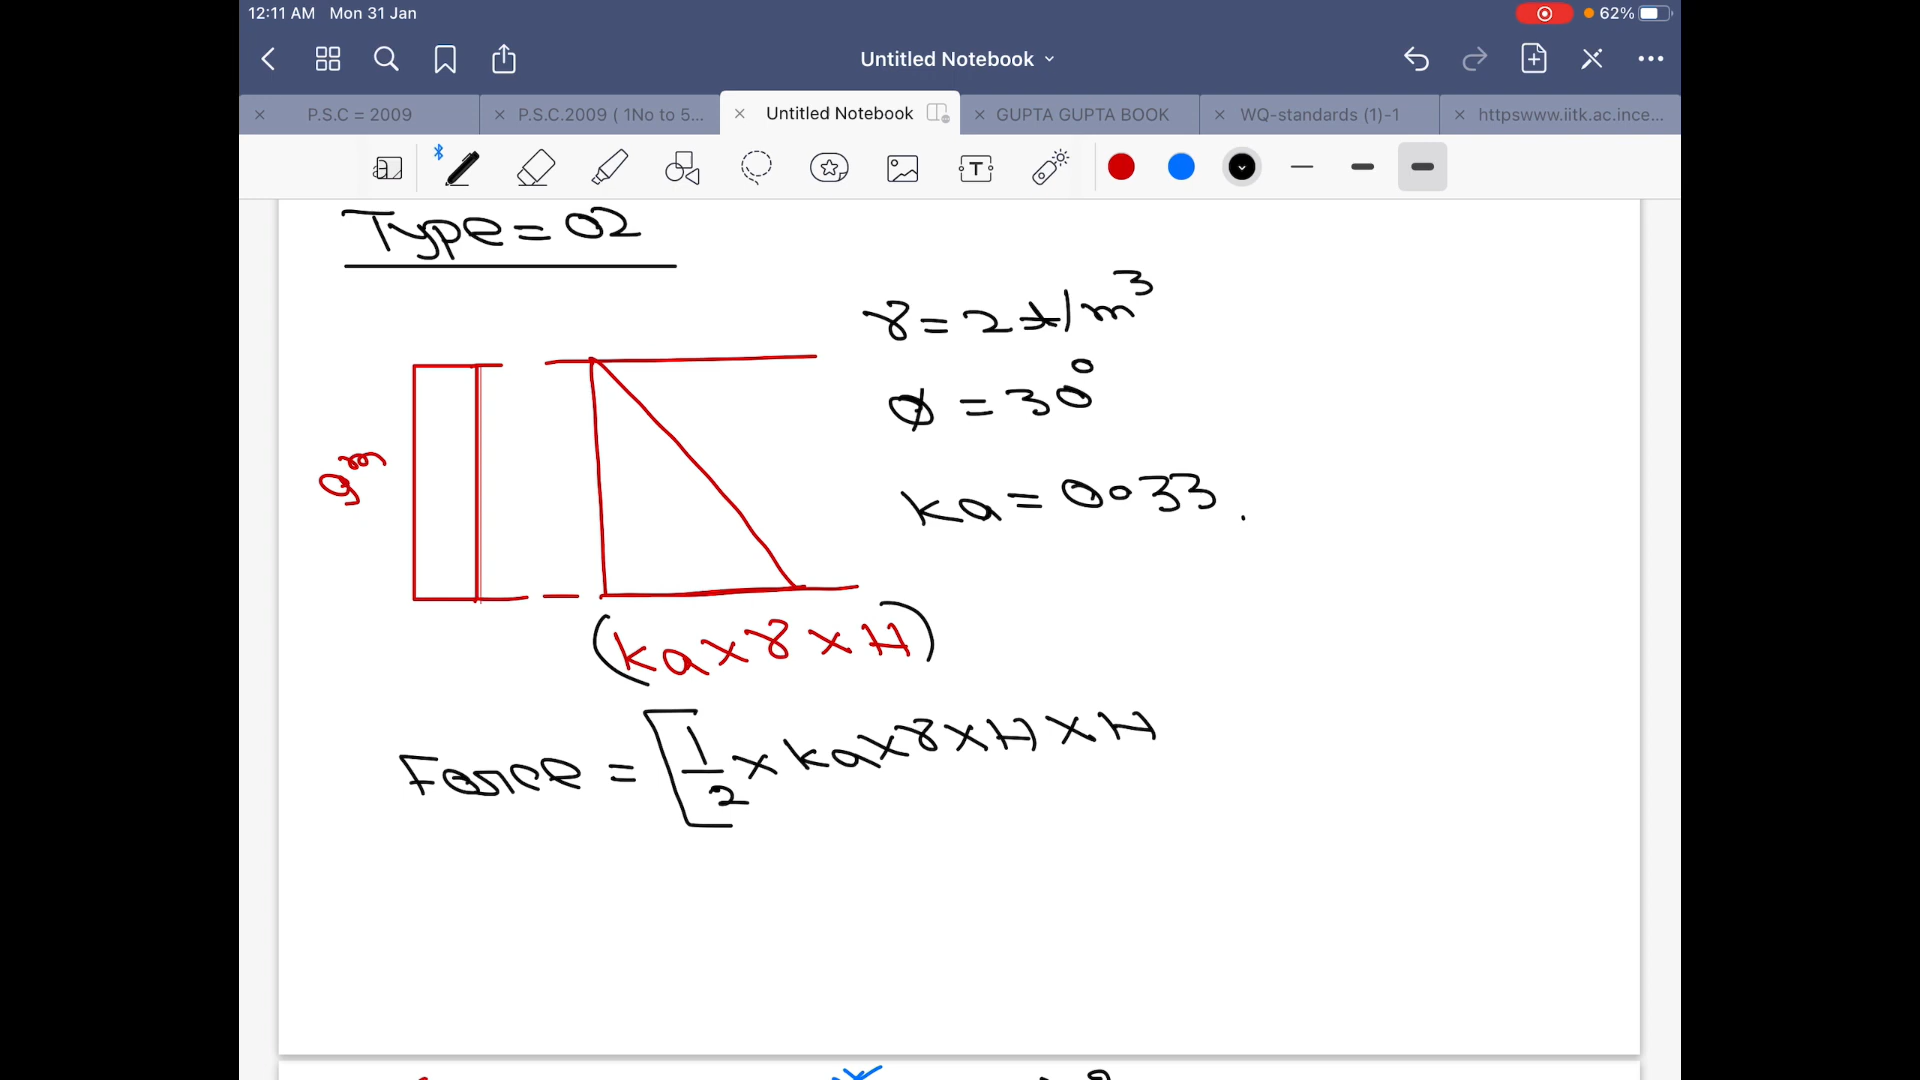 12:11 AM Mon 31 Jan 62%
Untitled Notebook
P.S.C = 2009 P.S.C.2009 ( 1No to 5... Untitled Notebook GUPTA GUPTA BOOK WQ-standards (1)-1 httpswww.iitk.ac.ince...
Type = 02
γ = 2 t/m³
φ = 30°
ka = 0.33.
9m
(ka×γ×H)
Force = [1/2 × ka×γ×H×H